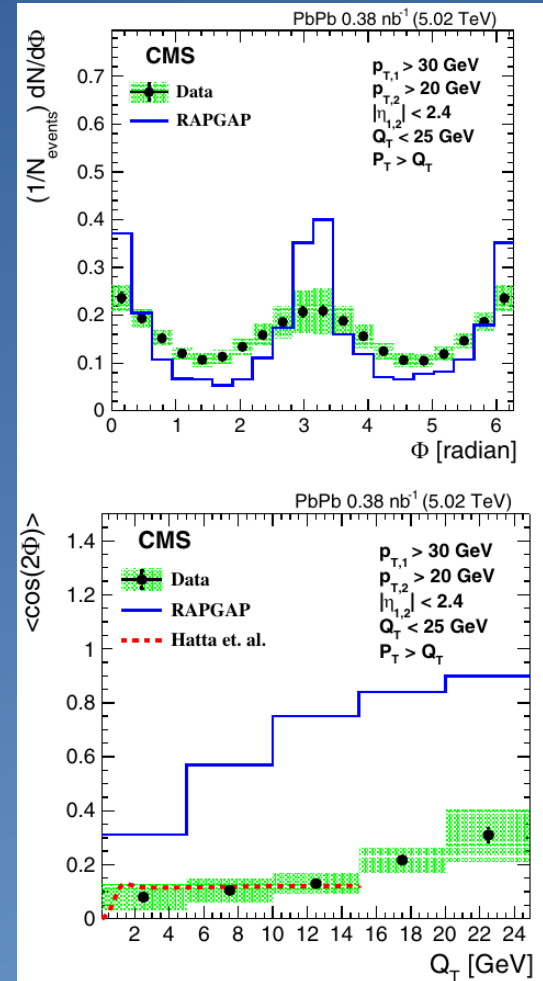 PbPb 0.38 nb⁻¹ (5.02 TeV)
CMS
Data
RAPGAP
p_T,1 > 30 GeV
p_T,2 > 20 GeV
|η_1,2| < 2.4
Q_T < 25 GeV
P_T > Q_T
(1/N_events) dN/dΦ
0.7
0.6
0.5
0.4
0.3
0.2
0.1
0
0 1 2 3 4 5 6
Φ [radian]
PbPb 0.38 nb⁻¹ (5.02 TeV)
CMS
Data
RAPGAP
Hatta et. al.
p_T,1 > 30 GeV
p_T,2 > 20 GeV
|η_1,2| < 2.4
Q_T < 25 GeV
P_T > Q_T
<cos(2Φ)>
1.4
1.2
1
0.8
0.6
0.4
0.2
0
2 4 6 8 10 12 14 16 18 20 22 24
Q_T [GeV]